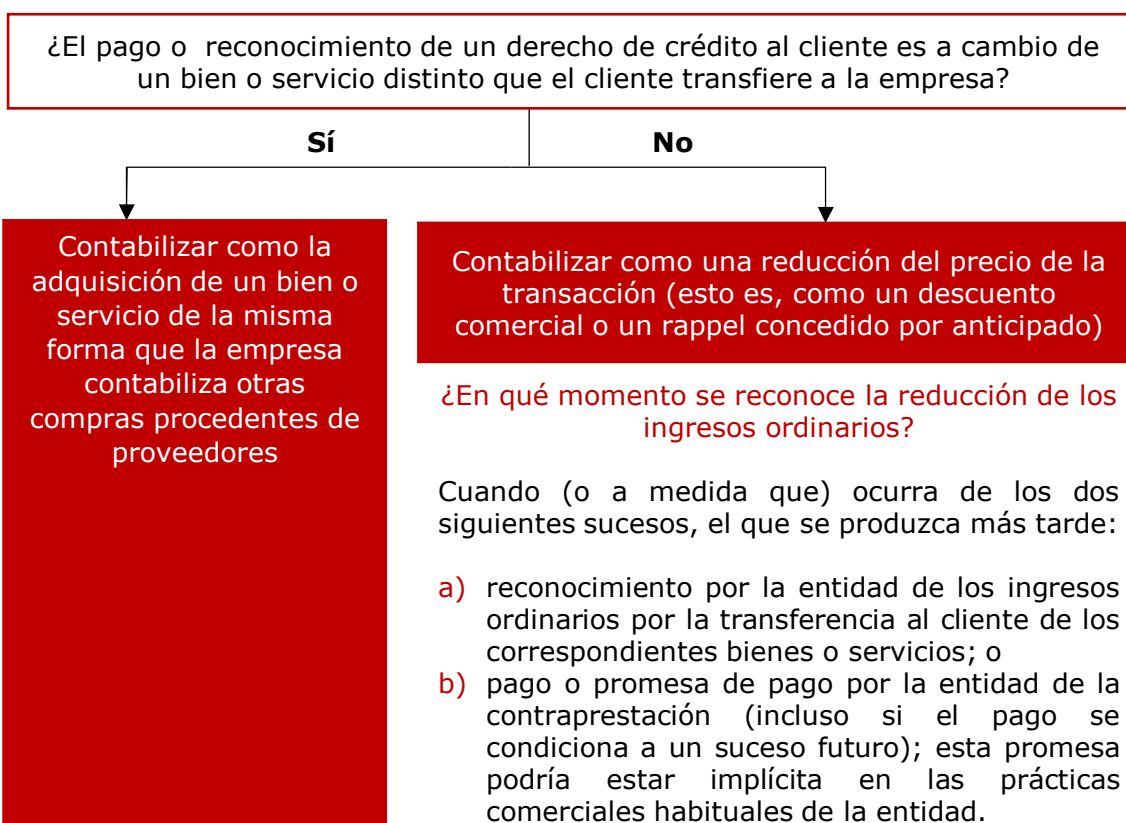 ¿El pago o reconocimiento de un derecho de crédito al cliente es a cambio de
un bien o servicio distinto que el cliente transfiere a la empresa?
Sí
No
Contabilizar como la
adquisición de un bien o
servicio de la misma
forma que la empresa
contabiliza otras
compras procedentes de
proveedores
Contabilizar como una reducción del precio de la
transacción (esto es, como un descuento
comercial o un rappel concedido por anticipado)
¿En qué momento se reconoce la reducción de los
ingresos ordinarios?
Cuando (o a medida que) ocurra de los dos
siguientes sucesos, el que se produzca más tarde:
a) reconocimiento por la entidad de los ingresos
ordinarios por la transferencia al cliente de los
correspondientes bienes o servicios; o
b) pago o promesa de pago por la entidad de la
contraprestación (incluso si el pago se
condiciona a un suceso futuro); esta promesa
podría estar implícita en las prácticas
comerciales habituales de la entidad.